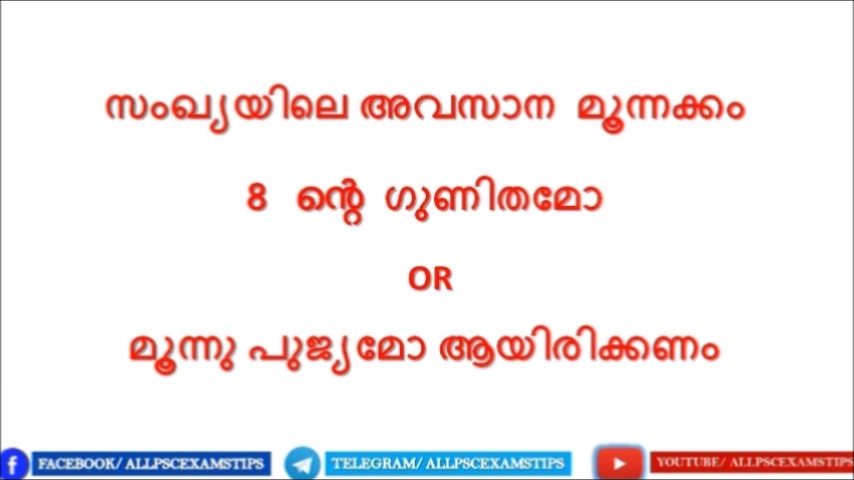 സംഖ്യയിലെ അവസാന മൂന്നക്കം
8 ന്റെ ഗുണിതമോ
OR
മൂന്നു പുജ്യമോ ആയിരിക്കണം
FACEBOOK/ ALLPSCEXAMSTIPS TELEGRAM/ ALLPSCEXAMSTIPS YOUTUBE/ ALLPSCEXAMSTIPS